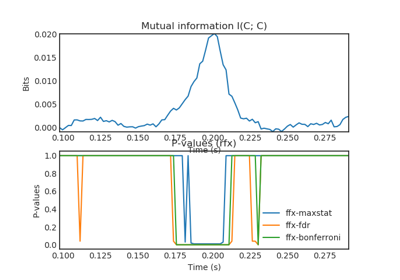 Mutual information I(C; C)
0.020
0.015
0.010
0.005
0.000
Bits
0.100 0.125 0.150 0.175 0.200 0.225 0.250 0.275
Time (s)
P-values (rfx)
1.0
0.8
0.6
0.4
0.2
0.0
P-values
ffx-maxstat
ffx-fdr
ffx-bonferroni
0.100 0.125 0.150 0.175 0.200 0.225 0.250 0.275
Time (s)